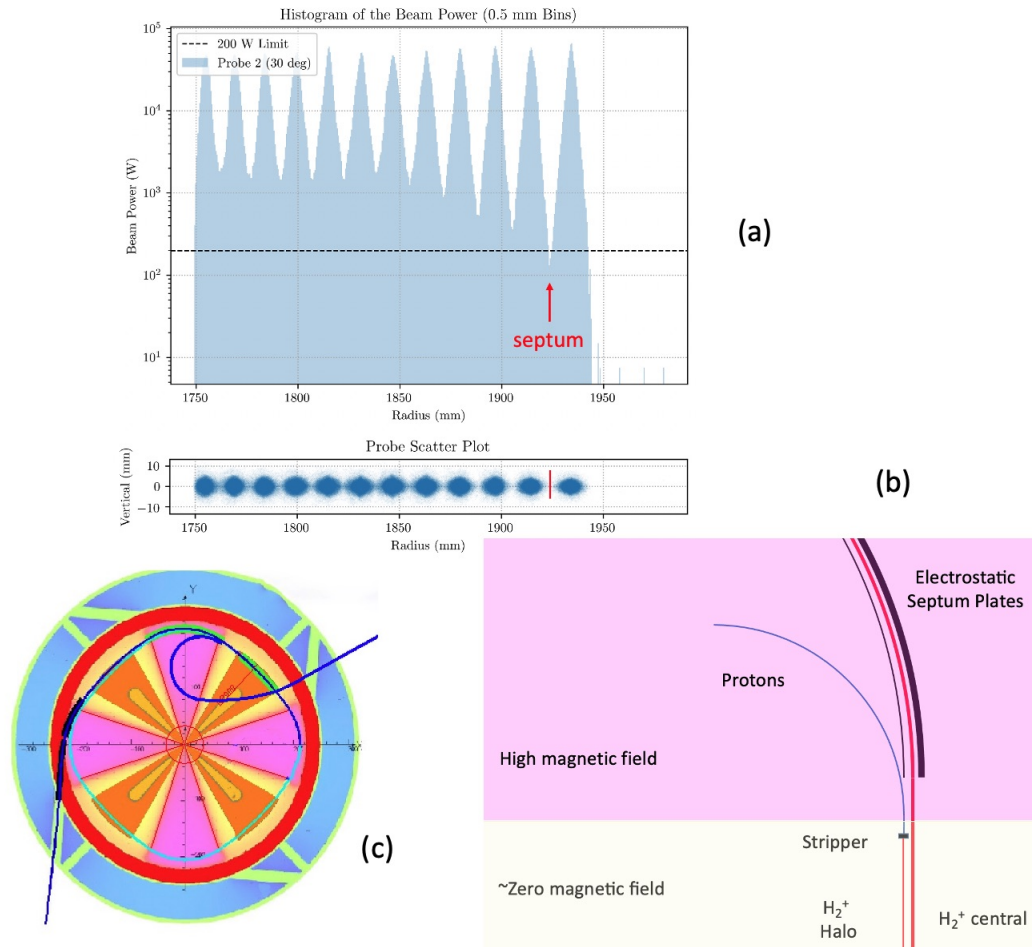 Histogram of the Beam Power (0.5 mm Bins)
10⁵
10⁴
10³
10²
10¹
Beam Power (W)
200 W Limit
Probe 2 (30 deg)
septum
1750
1800
1850
1900
1950
Radius (mm)
(a)
Probe Scatter Plot
Vertical (mm)
10
0
−10
1750
1800
1850
1900
1950
Radius (mm)
(b)
Y
(c)
Electrostatic
Septum Plates
Protons
High magnetic field
Stripper
~Zero magnetic field
H₂⁺
Halo
H₂⁺ central